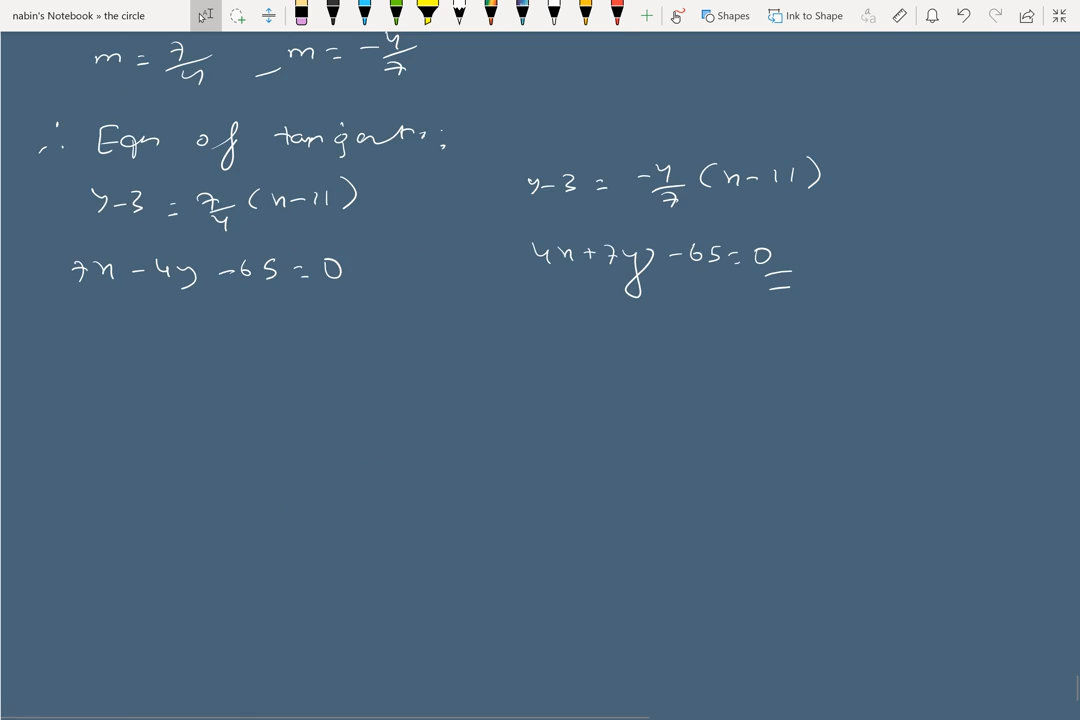 nabin's Notebook » the circle
Shapes
Ink to Shape
m = 7/4 , m = -4/7
∴ Eqn of tangents;
y-3 = 7/4 (x-11)
y-3 = -4/7 (x-11)
7x - 4y - 65 = 0
4x + 7y - 65 = 0